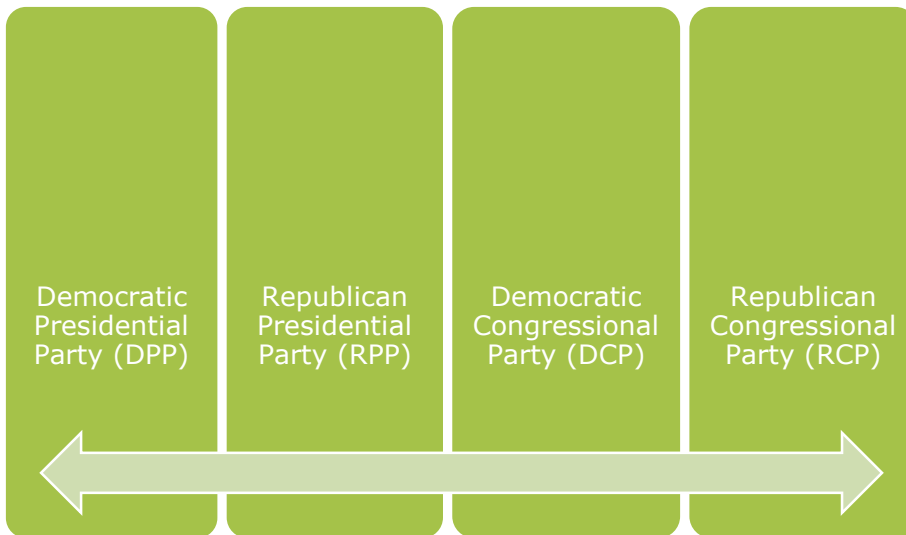 Democratic
Presidential
Party (DPP)
Republican
Presidential
Party (RPP)
Democratic
Congressional
Party (DCP)
Republican
Congressional
Party (RCP)